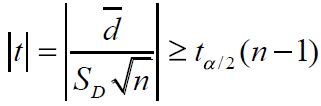 |t| = |d̅ / (S_D √n)| ≥ t_{α/2}(n−1)